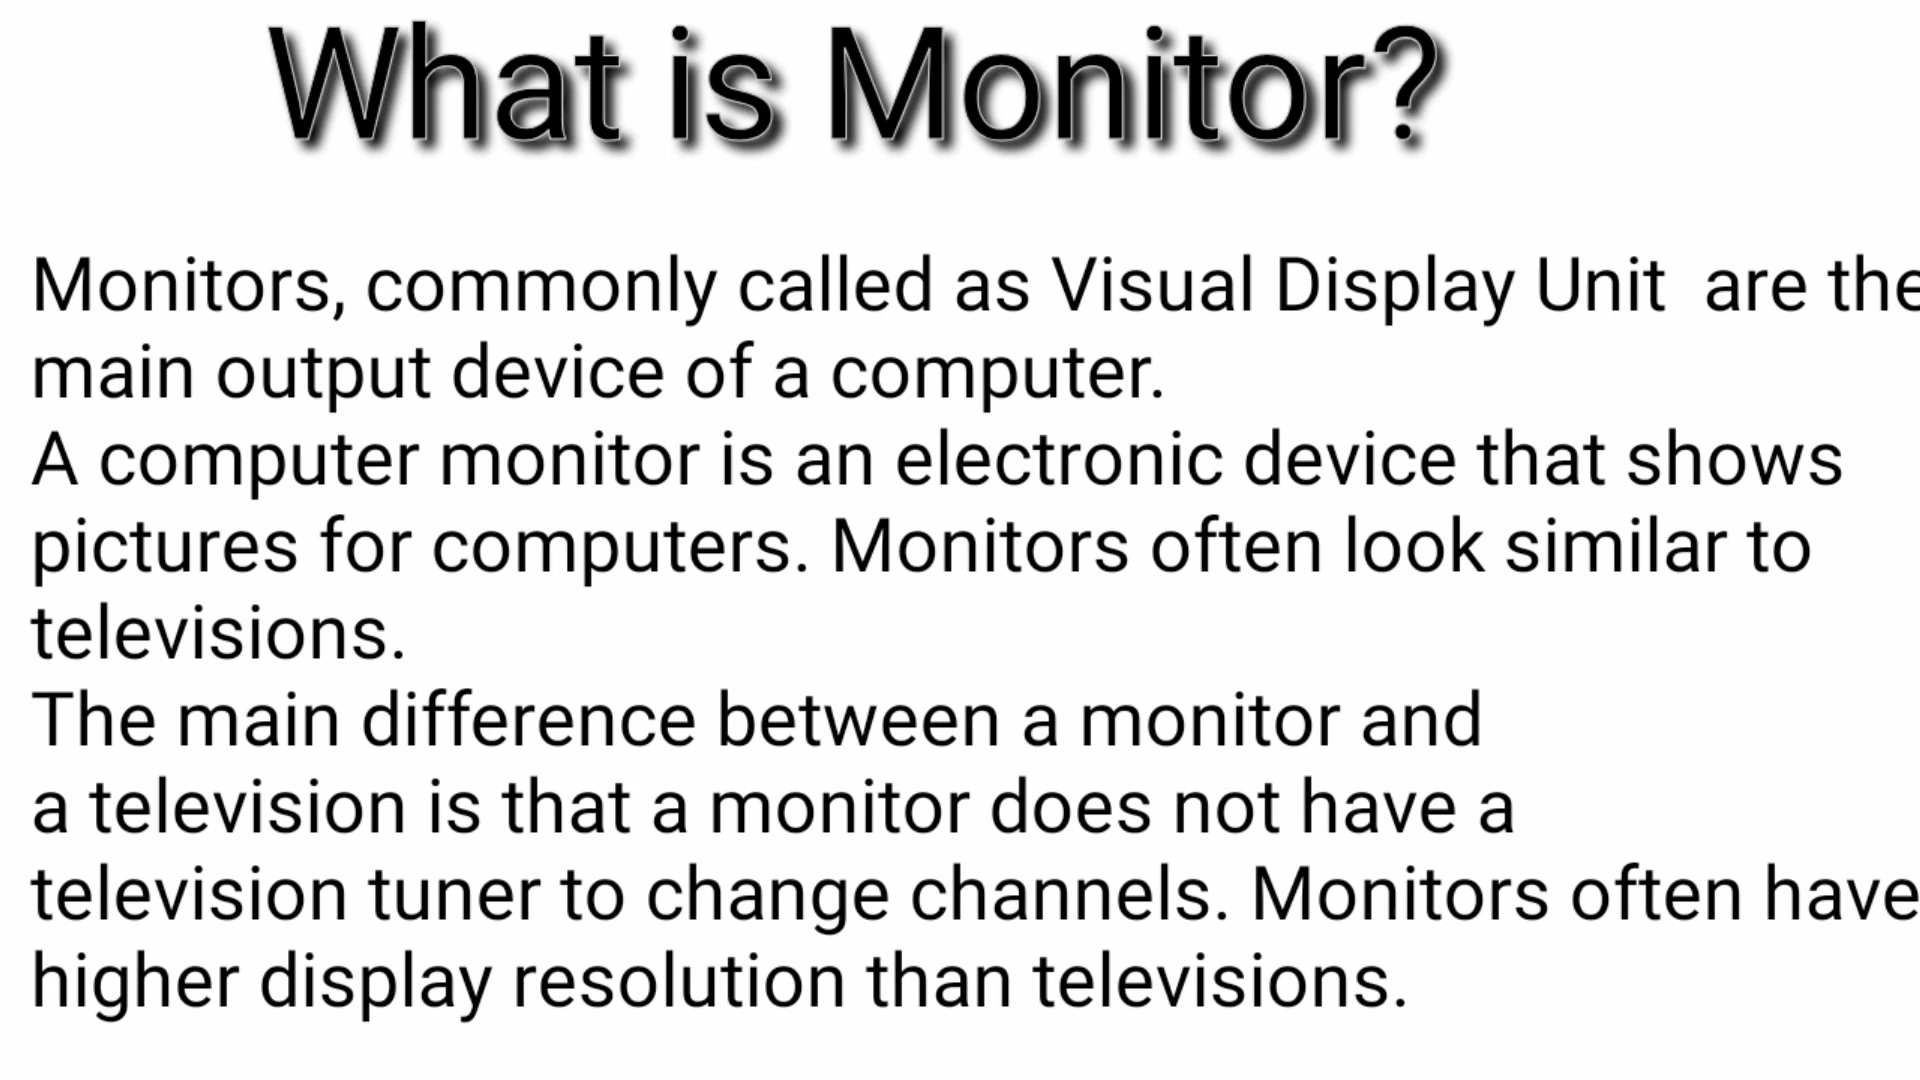 What is Monitor?
Monitors, commonly called as Visual Display Unit  are the
main output device of a computer.
A computer monitor is an electronic device that shows
pictures for computers. Monitors often look similar to
televisions.
The main difference between a monitor and
a television is that a monitor does not have a
television tuner to change channels. Monitors often have
higher display resolution than televisions.